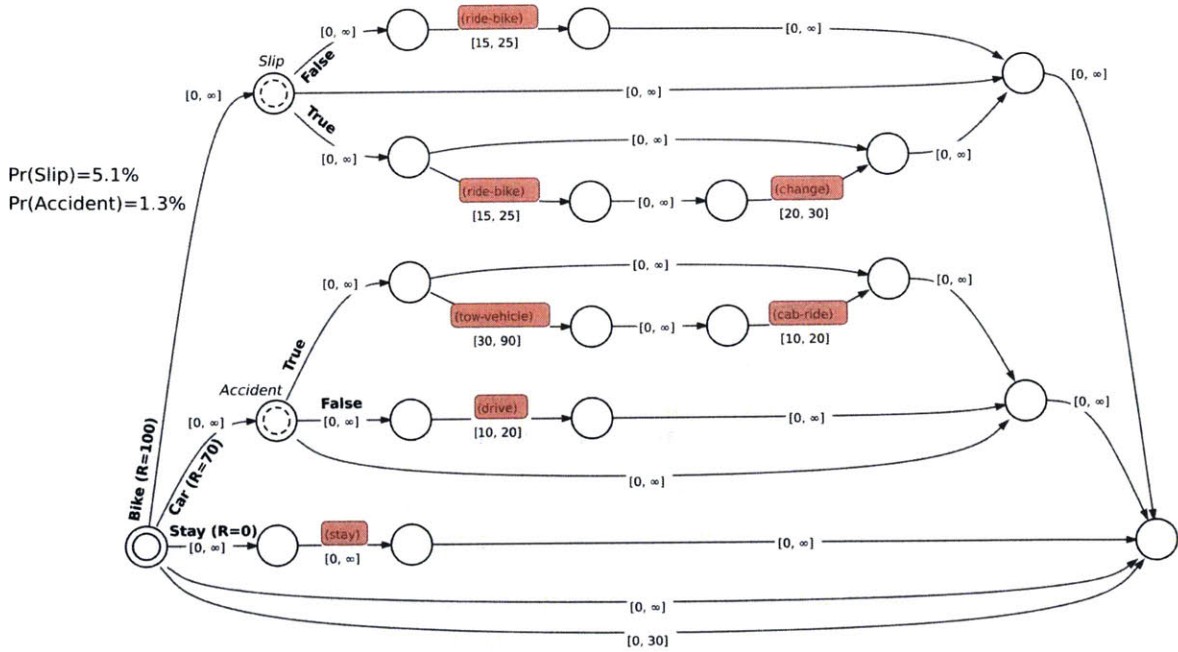 (ride-bike)
[0, ∞]
[0, ∞]
[15, 25]
Slip
False
[0, ∞]
[0, ∞]
[0, ∞]
True
[0, ∞]
[0, ∞]
[0, ∞]
Pr(Slip)=5.1%
(ride-bike)
(change)
Pr(Accident)=1.3%
[0, ∞]
[15, 25]
[20, 30]
[0, ∞]
[0, ∞]
[0, ∞]
(tow-vehicle)
(cab-ride)
[0, ∞]
[30, 90]
[10, 20]
True
Accident
False
(drive)
[0, ∞]
[0, ∞]
[0, ∞]
[10, 20]
[0, ∞]
Bike (R=100)
Car (R=70)
[0, ∞]
Stay (R=0)
(stay)
[0, ∞]
[0, ∞]
[0, ∞]
[0, ∞]
[0, 30]